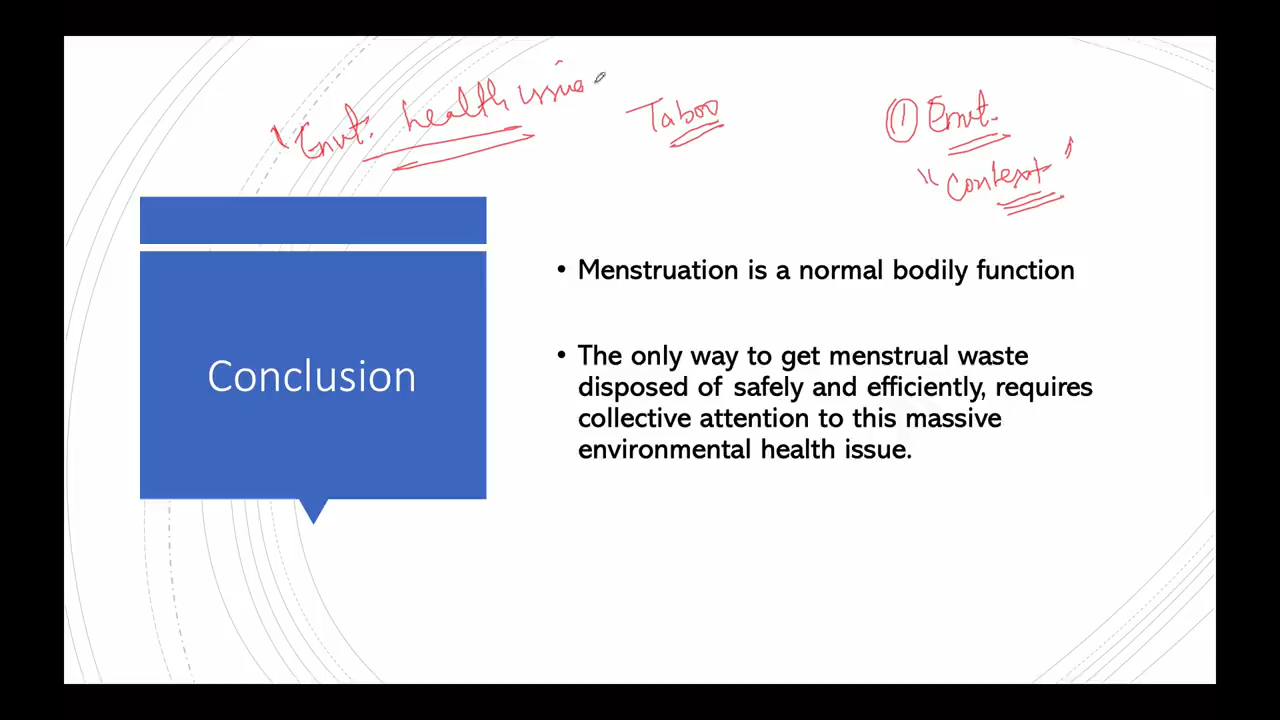 "Envt. health issue
Taboo
① Envt.
"Context"
Conclusion
• Menstruation is a normal bodily function
• The only way to get menstrual waste
disposed of safely and efficiently, requires
collective attention to this massive
environmental health issue.